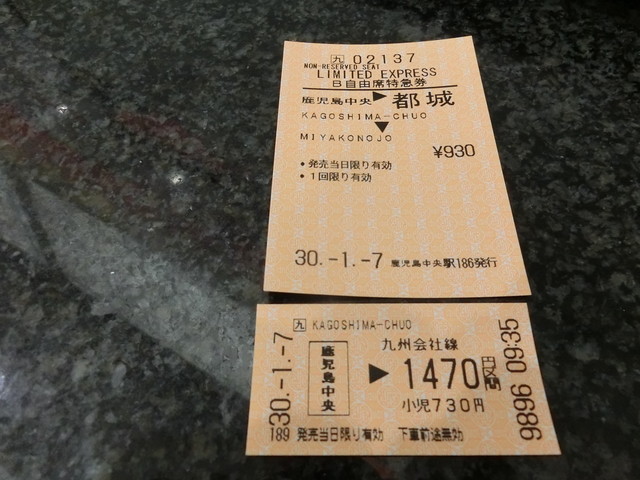 九 02137
NON-RESERVED SEAT
LIMITED EXPRESS
B自由席特急券
鹿児島中央▶都城
KAGOSHIMA-CHUO
▼
MIYAKONOJO
¥930
•発売当日限り有効
•1回限り有効
30.-1.-7 鹿児島中央駅186発行
九 KAGOSHIMA-CHUO
九州会社線
鹿児島中央 ▶ 1470円区間
小児730円
189 発売当日限り有効 下車前途無効
30.-1.-7
9896 09:35